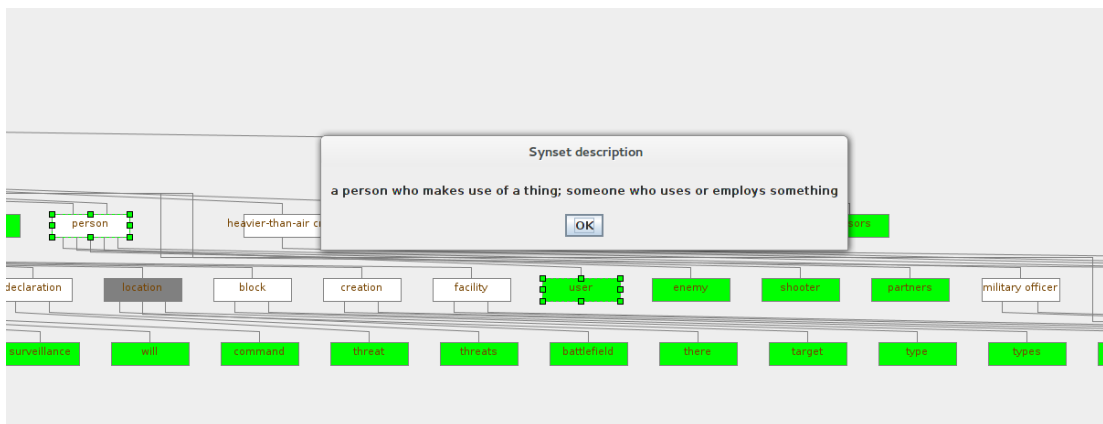 Synset description
a person who makes use of a thing; someone who uses or employs something
OK
person
heavier-than-air
sors
declaration
location
block
creation
facility
user
enemy
shooter
partners
military officer
surveillance
will
command
threat
threats
battlefield
there
target
type
types